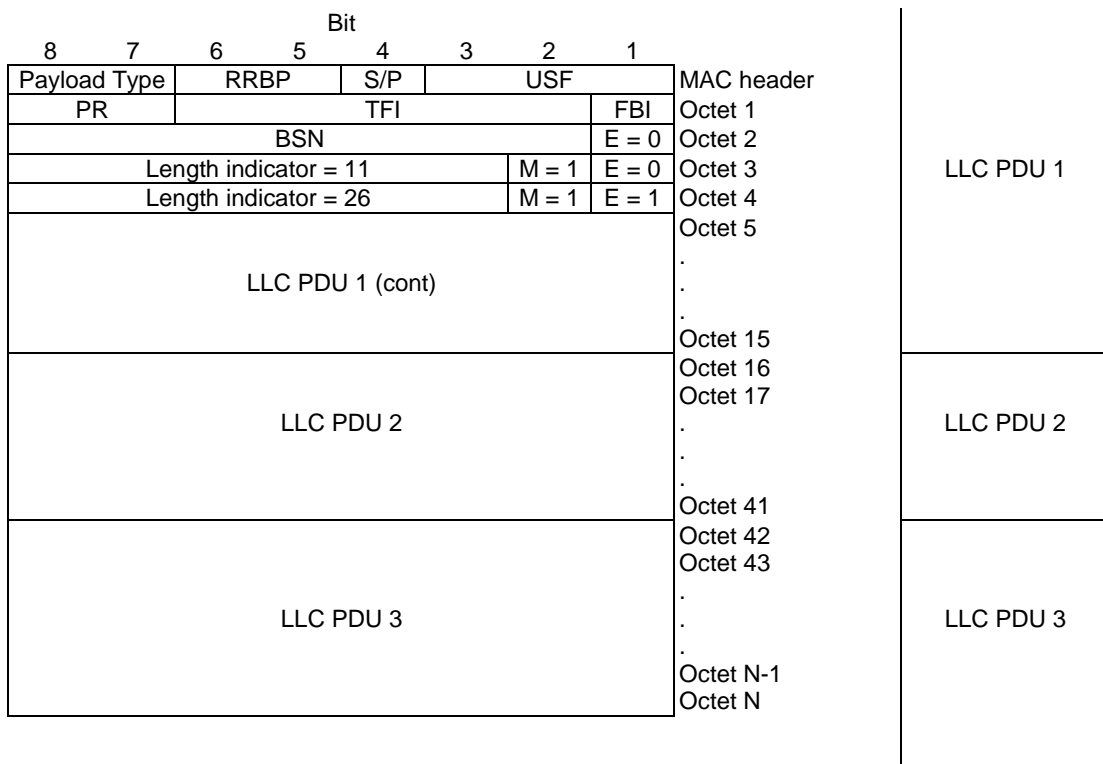 Bit
8 7 6 5 4 3 2 1
Payload Type RRBP S/P USF MAC header
PR TFI FBI Octet 1
BSN E = 0 Octet 2
Length indicator = 11 M = 1 E = 0 Octet 3 LLC PDU 1
Length indicator = 26 M = 1 E = 1 Octet 4
Octet 5
.
LLC PDU 1 (cont) .
.
Octet 15
Octet 16
Octet 17
LLC PDU 2 . LLC PDU 2
.
.
Octet 41
Octet 42
Octet 43
.
LLC PDU 3 . LLC PDU 3
.
Octet N-1
Octet N